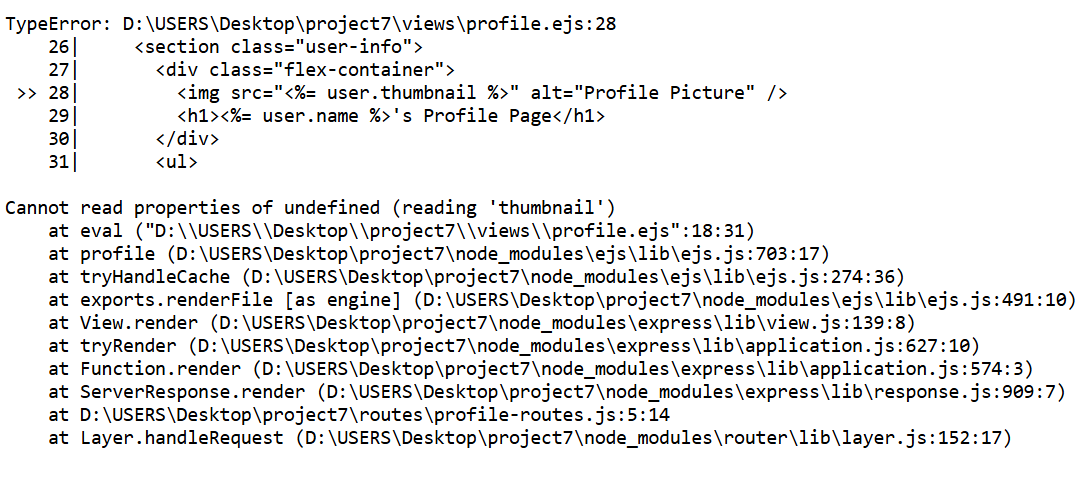 TypeError: D:\USERS\Desktop\project7\views\profile.ejs:28
    26|     <section class="user-info">
    27|       <div class="flex-container">
 >> 28|         <img src="<%= user.thumbnail %>" alt="Profile Picture" />
    29|         <h1><%= user.name %>'s Profile Page</h1>
    30|       </div>
    31|       <ul>

Cannot read properties of undefined (reading 'thumbnail')
    at eval ("D:\\USERS\\Desktop\\project7\\views\\profile.ejs":18:31)
    at profile (D:\USERS\Desktop\project7\node_modules\ejs\lib\ejs.js:703:17)
    at tryHandleCache (D:\USERS\Desktop\project7\node_modules\ejs\lib\ejs.js:274:36)
    at exports.renderFile [as engine] (D:\USERS\Desktop\project7\node_modules\ejs\lib\ejs.js:491:10)
    at View.render (D:\USERS\Desktop\project7\node_modules\express\lib\view.js:139:8)
    at tryRender (D:\USERS\Desktop\project7\node_modules\express\lib\application.js:627:10)
    at Function.render (D:\USERS\Desktop\project7\node_modules\express\lib\application.js:574:3)
    at ServerResponse.render (D:\USERS\Desktop\project7\node_modules\express\lib\response.js:909:7)
    at D:\USERS\Desktop\project7\routes\profile-routes.js:5:14
    at Layer.handleRequest (D:\USERS\Desktop\project7\node_modules\router\lib\layer.js:152:17)